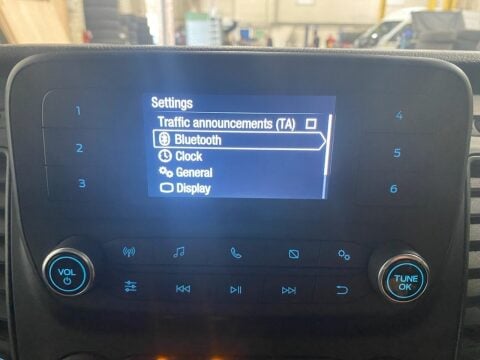 Settings
Traffic announcements (TA)
Bluetooth
Clock
General
Display
1
2
3
4
5
6
VOL
TUNE
OK